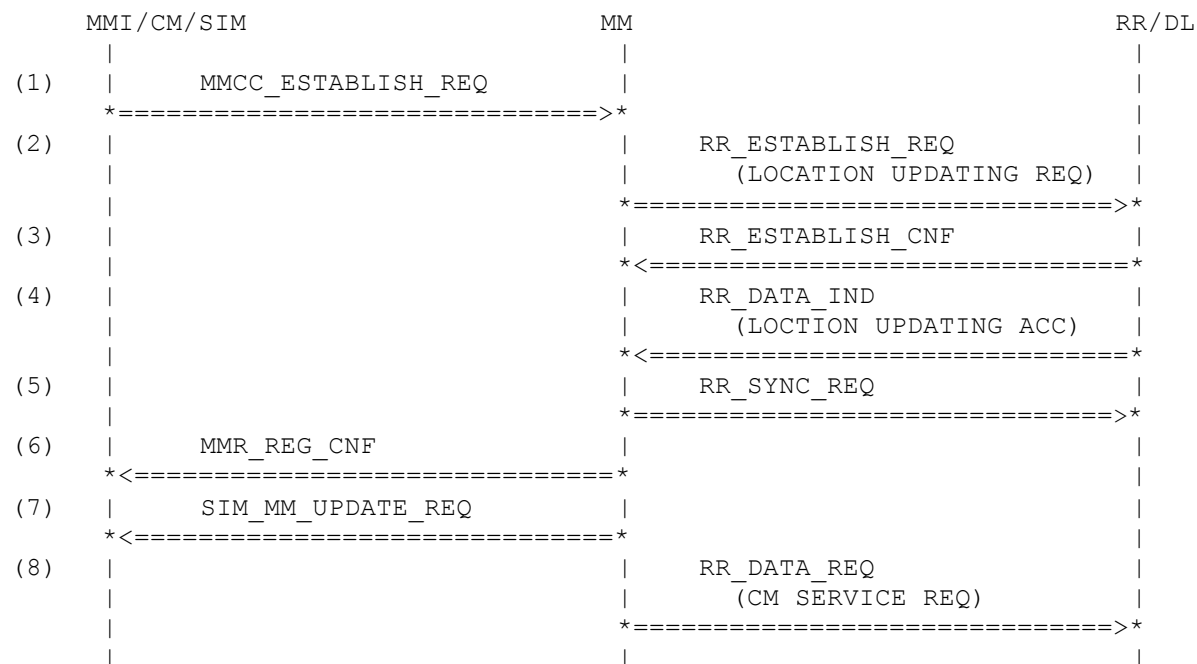 MMI/CM/SIM MM RR/DL
(1) MMCC_ESTABLISH_REQ
(2) RR_ESTABLISH_REQ
(LOCATION UPDATING REQ)
(3) RR_ESTABLISH_CNF
(4) RR_DATA_IND
(LOCTION UPDATING ACC)
(5) RR_SYNC_REQ
(6) MMR_REG_CNF
(7) SIM_MM_UPDATE_REQ
(8) RR_DATA_REQ
(CM SERVICE REQ)